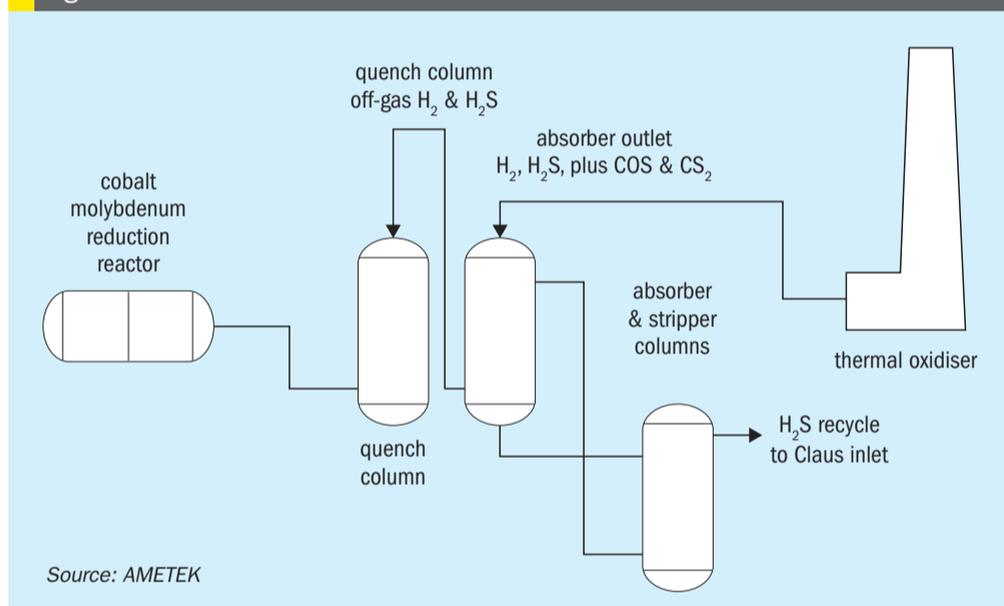 quench column
off-gas H₂ & H₂S
absorber outlet
H₂, H₂S, plus COS & CS₂
cobalt
molybdenum
reduction
reactor
absorber
& stripper
columns
thermal oxidiser
H₂S recycle
to Claus inlet
quench
column
Source: AMETEK